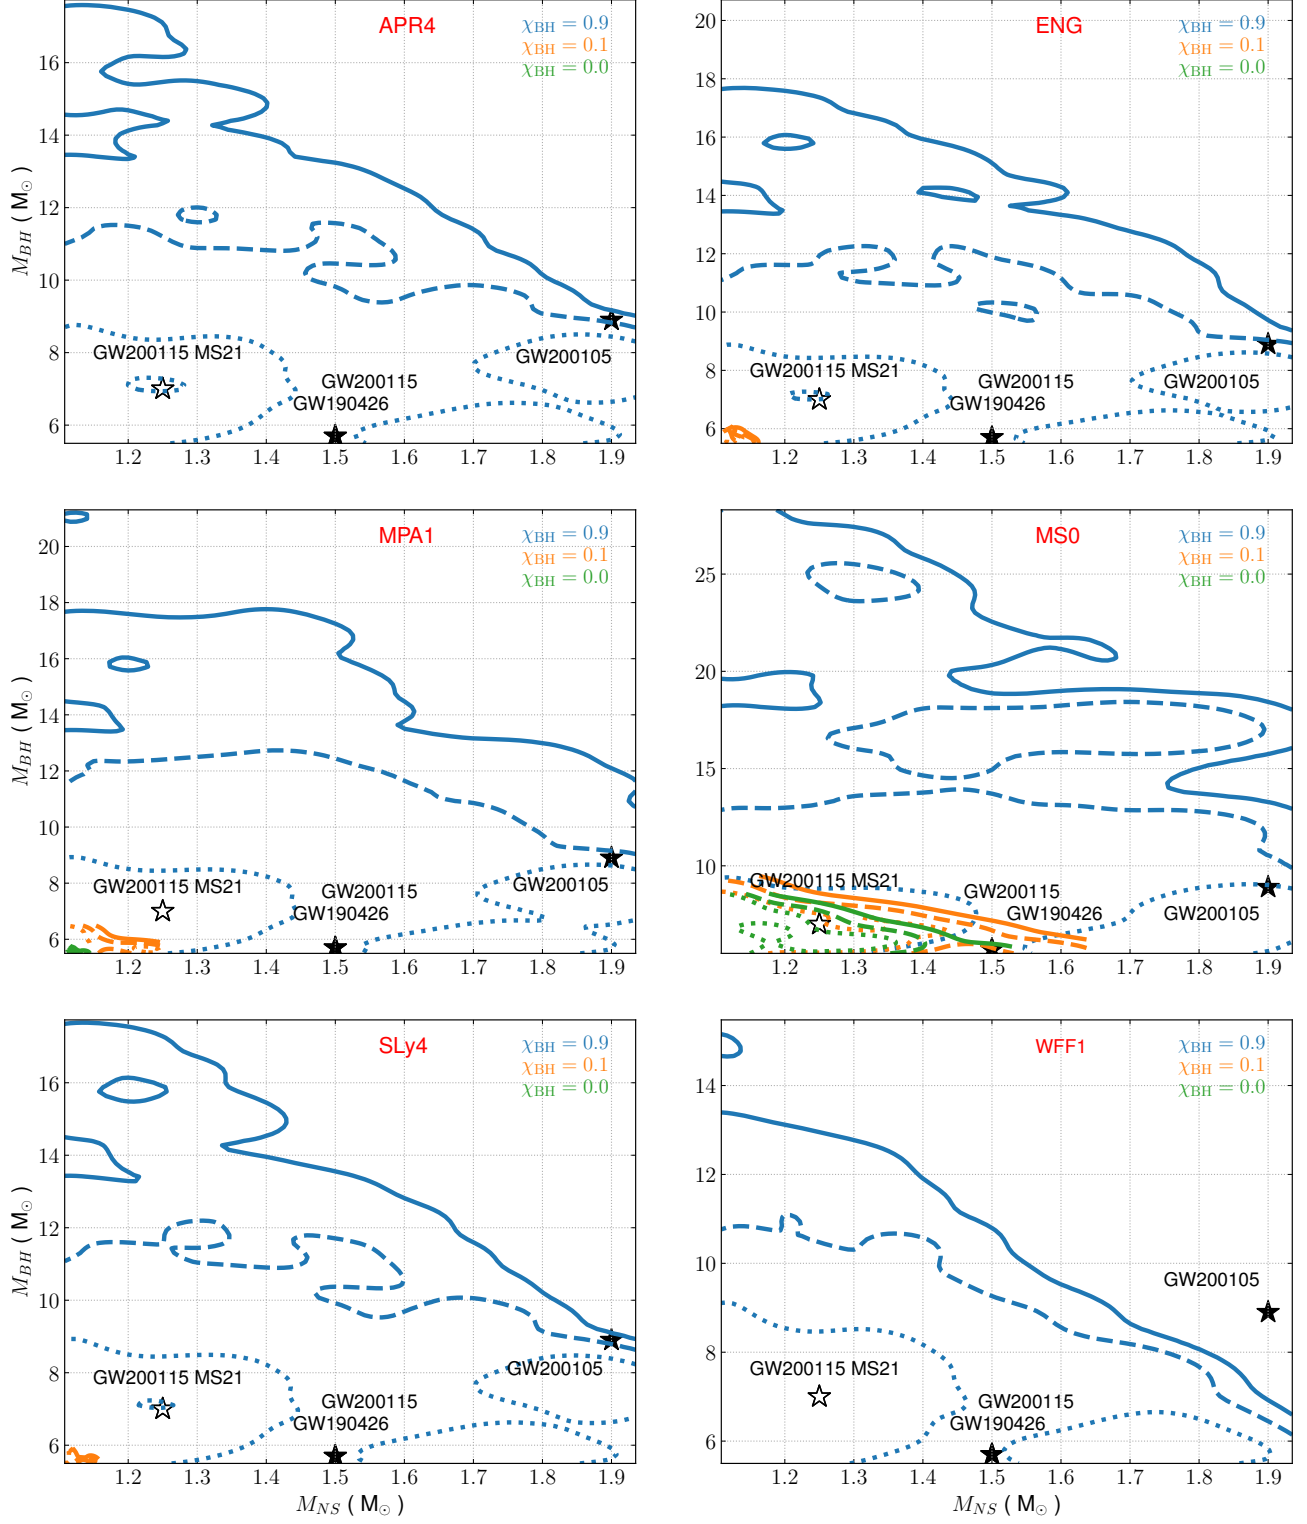 APR4
χBH = 0.9
χBH = 0.1
χBH = 0.0
16
14
12
10
8
6
MBH ( M⊙ )
GW200115 MS21
GW200115
GW190426
GW200105
1.2 1.3 1.4 1.5 1.6 1.7 1.8 1.9
ENG
χBH = 0.9
χBH = 0.1
χBH = 0.0
20
18
16
14
12
10
8
6
GW200115 MS21
GW200115
GW190426
GW200105
1.2 1.3 1.4 1.5 1.6 1.7 1.8 1.9
MPA1
χBH = 0.9
χBH = 0.1
χBH = 0.0
20
18
16
14
12
10
8
6
MBH ( M⊙ )
GW200115 MS21
GW200115
GW190426
GW200105
1.2 1.3 1.4 1.5 1.6 1.7 1.8 1.9
MS0
χBH = 0.9
χBH = 0.1
χBH = 0.0
25
20
15
10
GW200115 MS21
GW200115
GW190426
GW200105
1.2 1.3 1.4 1.5 1.6 1.7 1.8 1.9
SLy4
χBH = 0.9
χBH = 0.1
χBH = 0.0
16
14
12
10
8
6
MBH ( M⊙ )
GW200115 MS21
GW200115
GW190426
GW200105
1.2 1.3 1.4 1.5 1.6 1.7 1.8 1.9
MNS ( M⊙ )
WFF1
χBH = 0.9
χBH = 0.1
χBH = 0.0
14
12
10
8
6
GW200105
GW200115 MS21
GW200115
GW190426
1.2 1.3 1.4 1.5 1.6 1.7 1.8 1.9
MNS ( M⊙ )